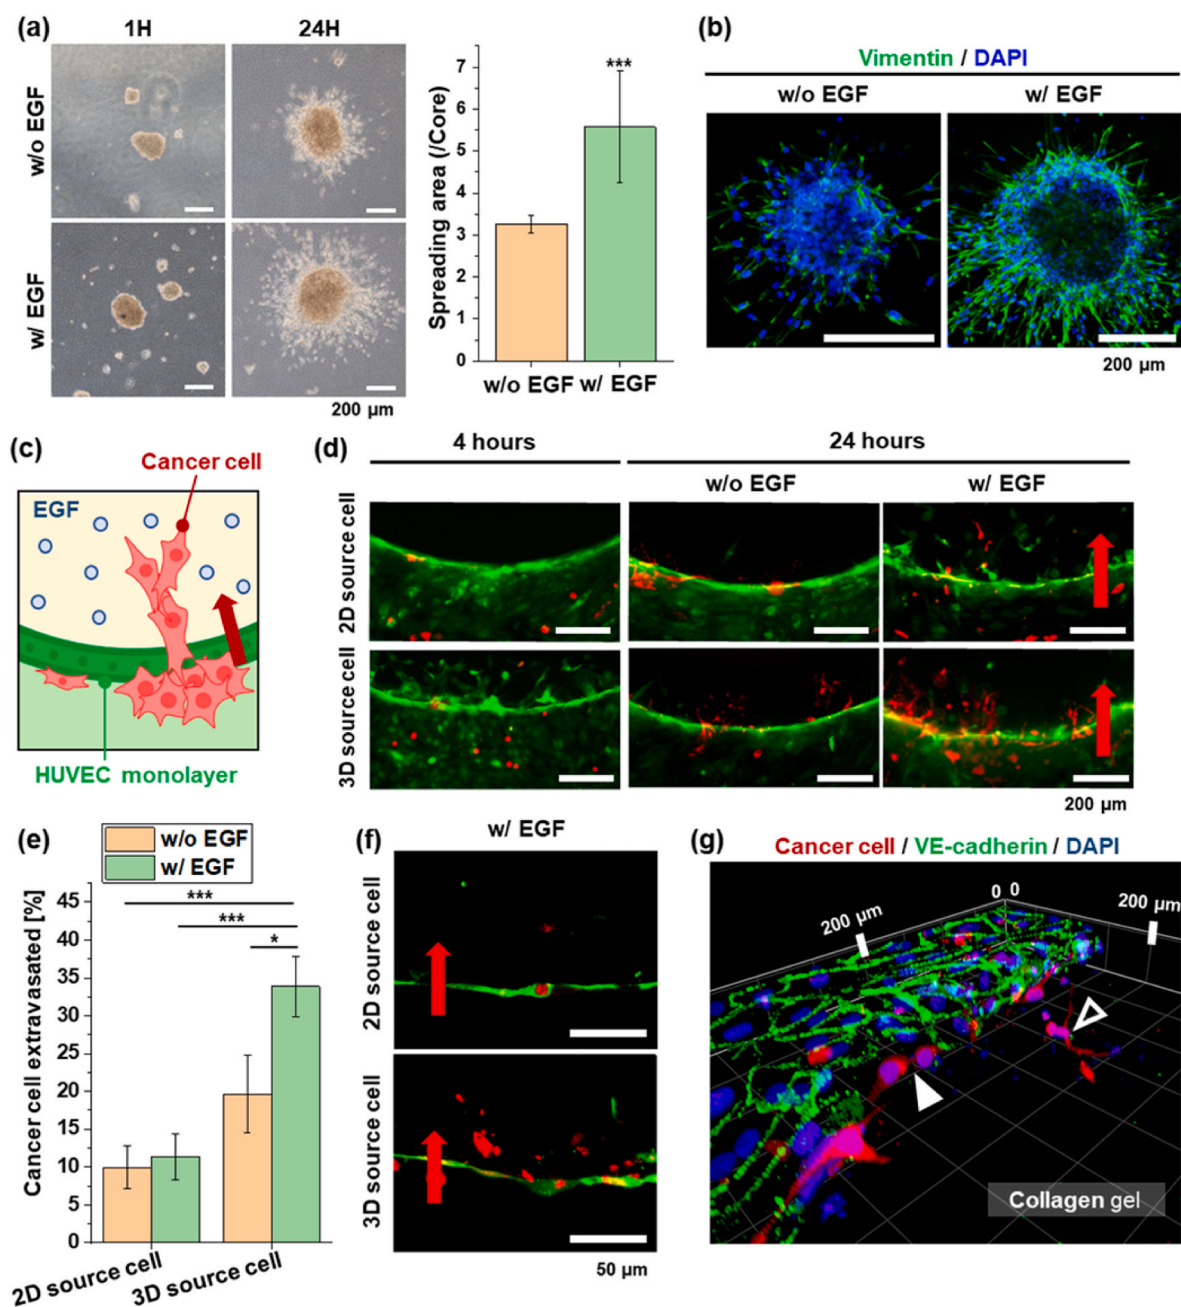 (a)
1H
24H
w/o EGF
w/ EGF
200 µm
Spreading area (/Core)
7
6
5
4
3
2
1
0
***
w/o EGF
w/ EGF
(b)
Vimentin / DAPI
w/o EGF
w/ EGF
200 µm
(c)
Cancer cell
EGF
HUVEC monolayer
(d)
4 hours
24 hours
w/o EGF
w/ EGF
2D source cell
3D source cell
200 µm
(e)
w/o EGF
w/ EGF
Cancer cell extravasated [%]
45
40
35
30
25
20
15
10
5
0
***
***
*
2D source cell
3D source cell
(f)
w/ EGF
2D source cell
3D source cell
50 µm
(g)
Cancer cell / VE-cadherin / DAPI
0 0
200 µm
200 µm
Collagen gel